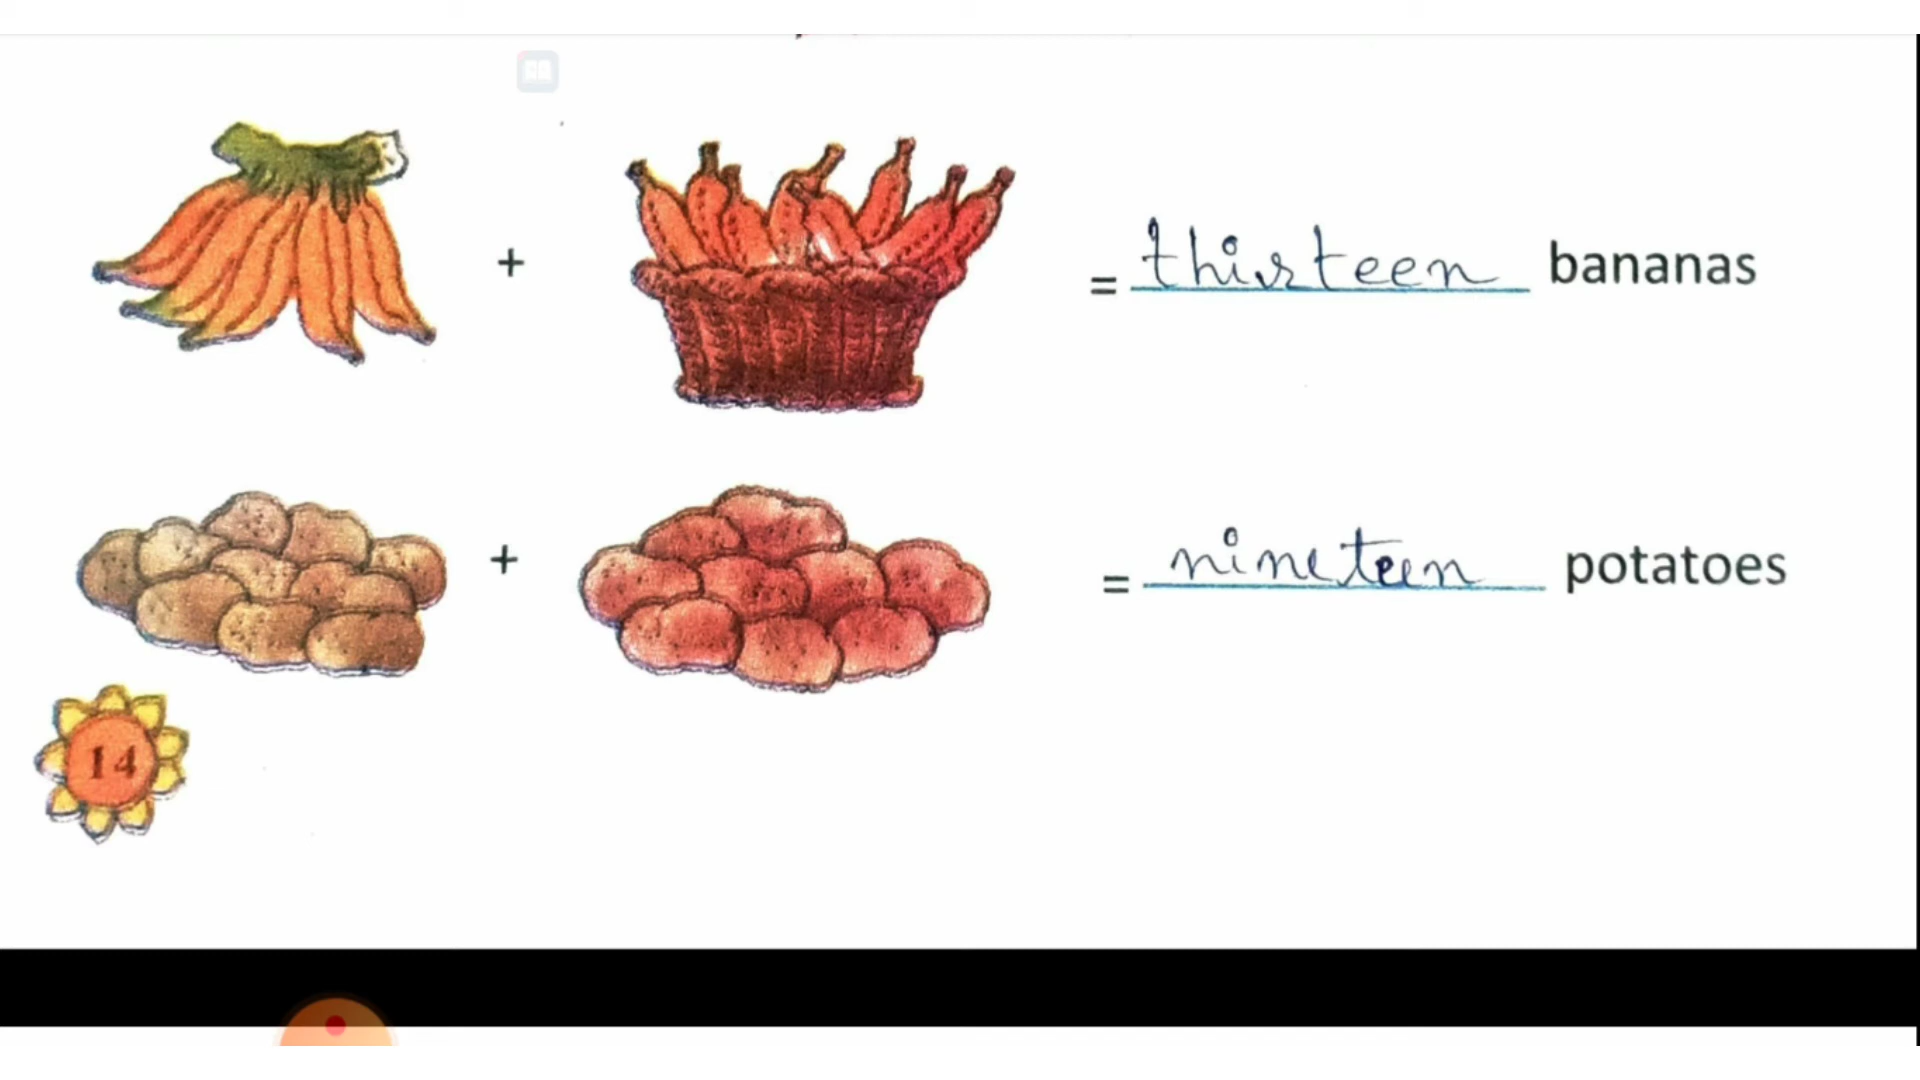 + = thirteen bananas
+ = nineteen potatoes
14